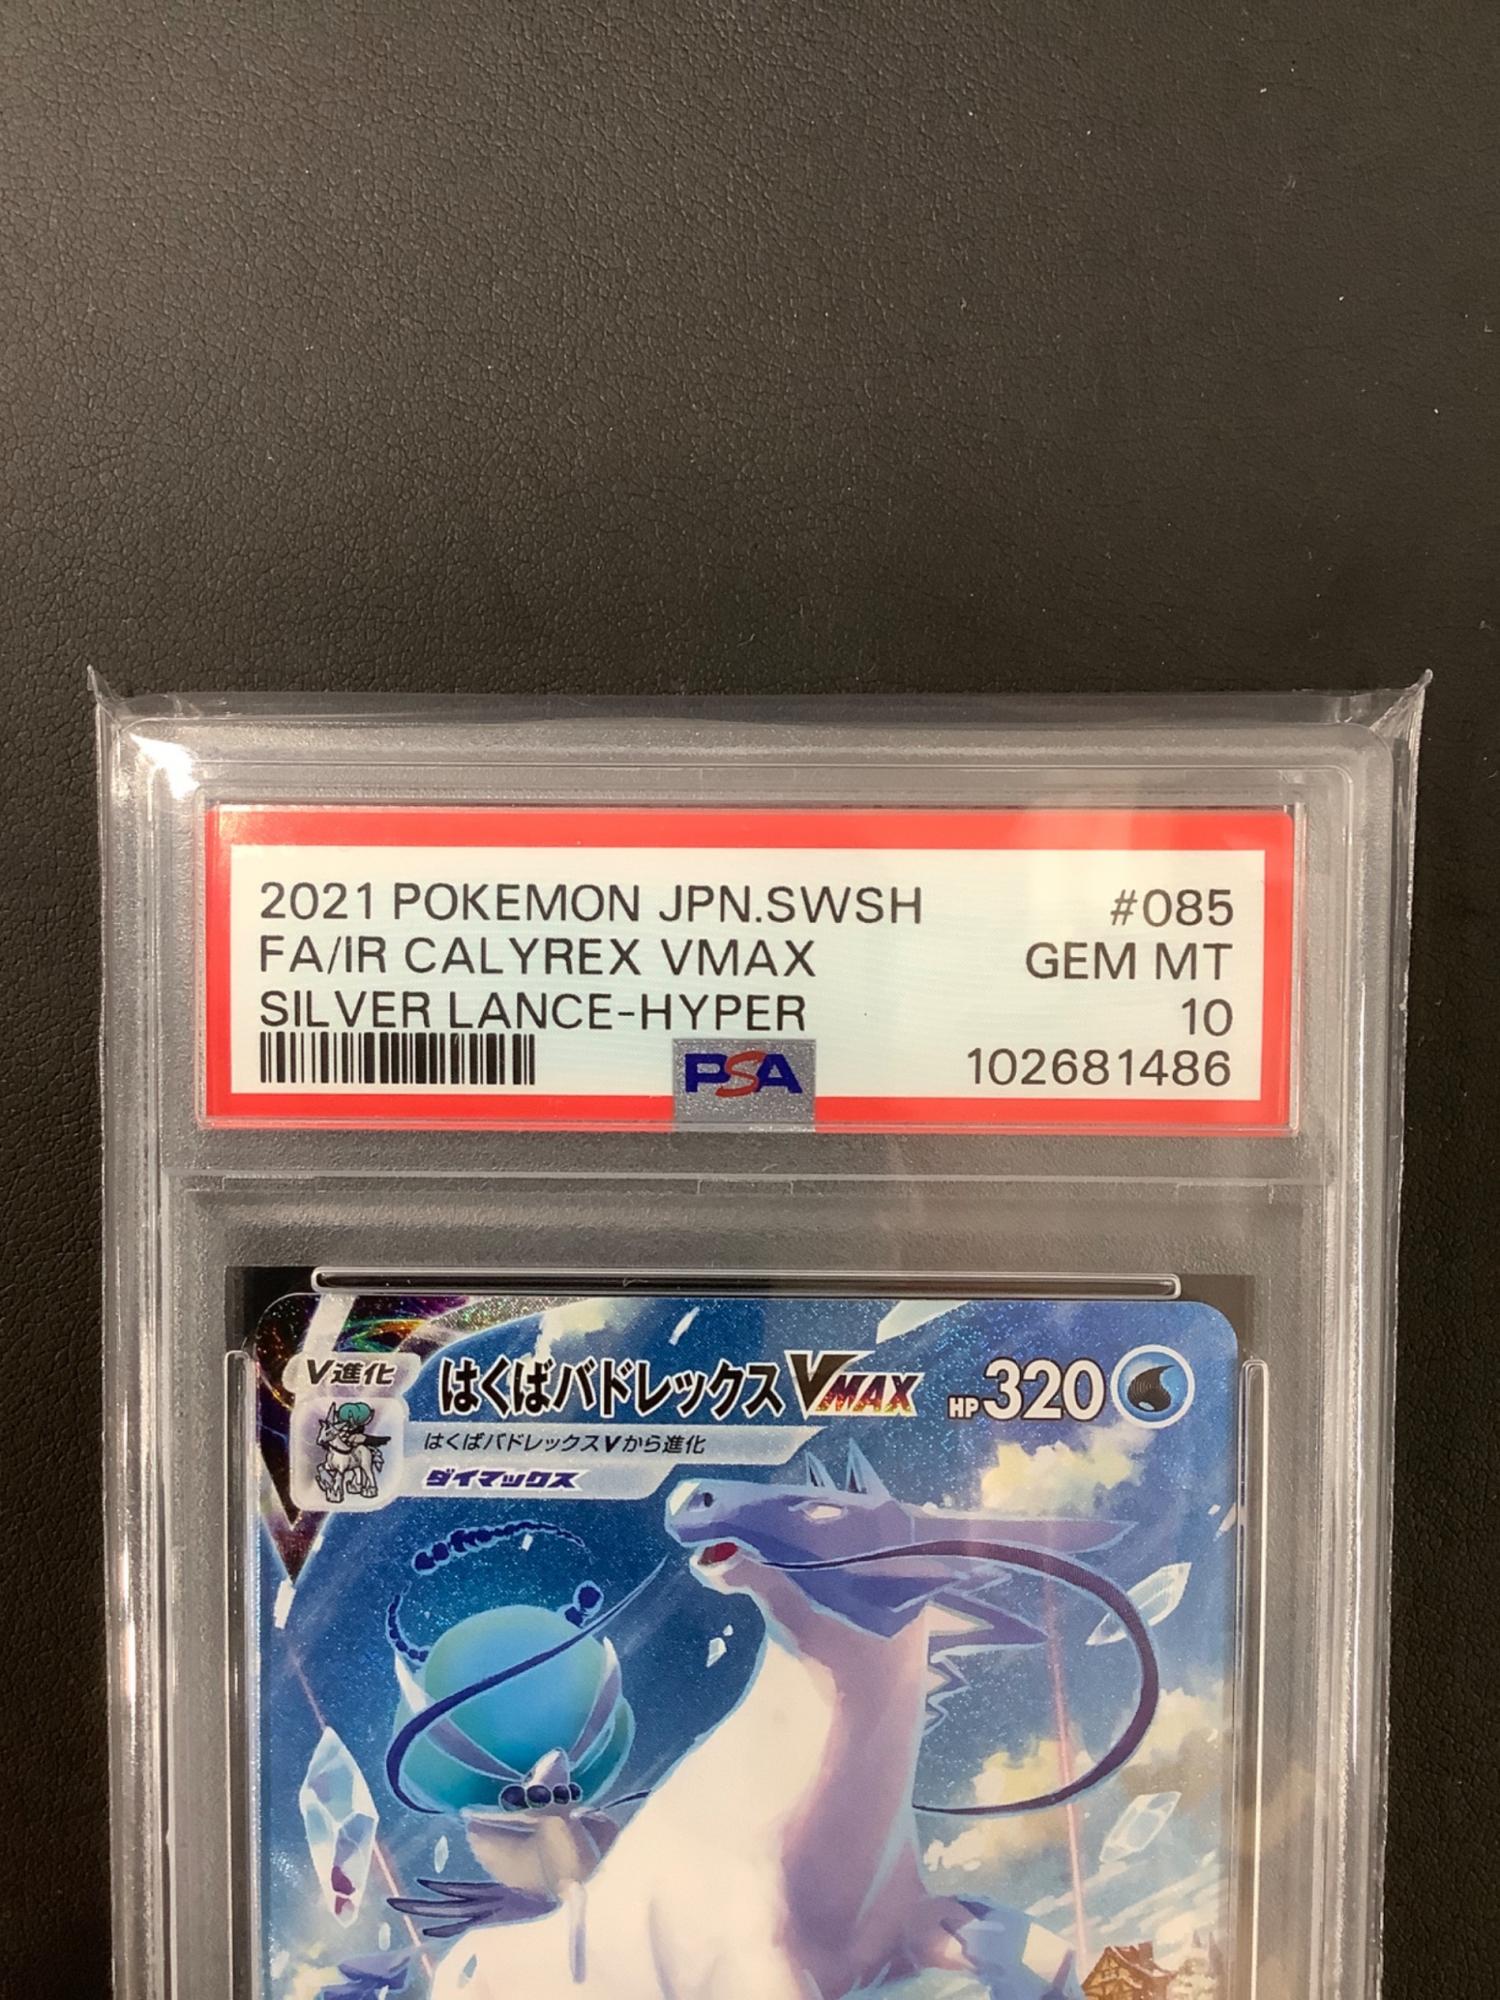 2021 POKEMON JPN.SWSH #085
FA/IR CALYREX VMAX GEM MT
SILVER LANCE-HYPER 10
PSA 102681486
V進化 はくばバドレックスVMAX HP320
はくばバドレックスVから進化
ダイマックス